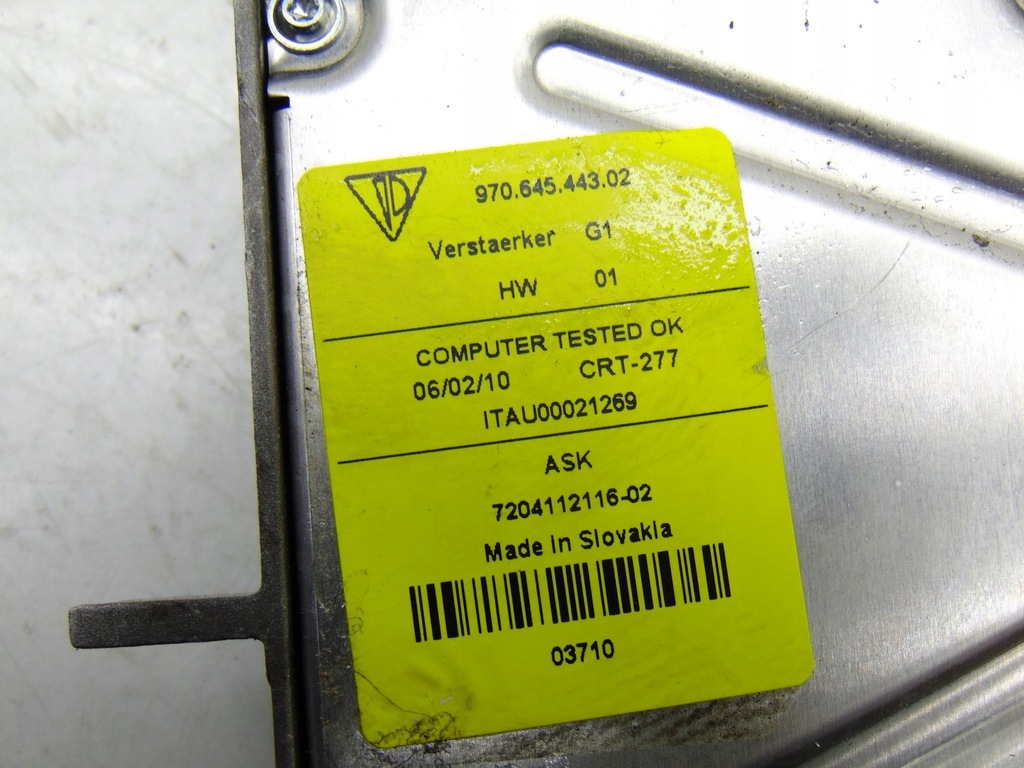 970.645.443.02
Verstaerker G1
HW 01
COMPUTER TESTED OK
06/02/10 CRT-277
ITAU00021269
ASK
7204112116-02
Made in Slovakia
03710